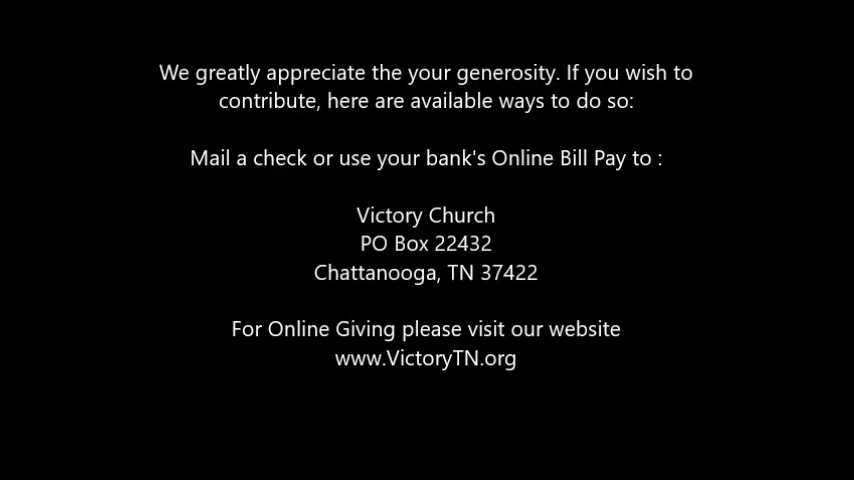 We greatly appreciate the your generosity. If you wish to
contribute, here are available ways to do so:
Mail a check or use your bank's Online Bill Pay to :
Victory Church
PO Box 22432
Chattanooga, TN 37422
For Online Giving please visit our website
www.VictoryTN.org